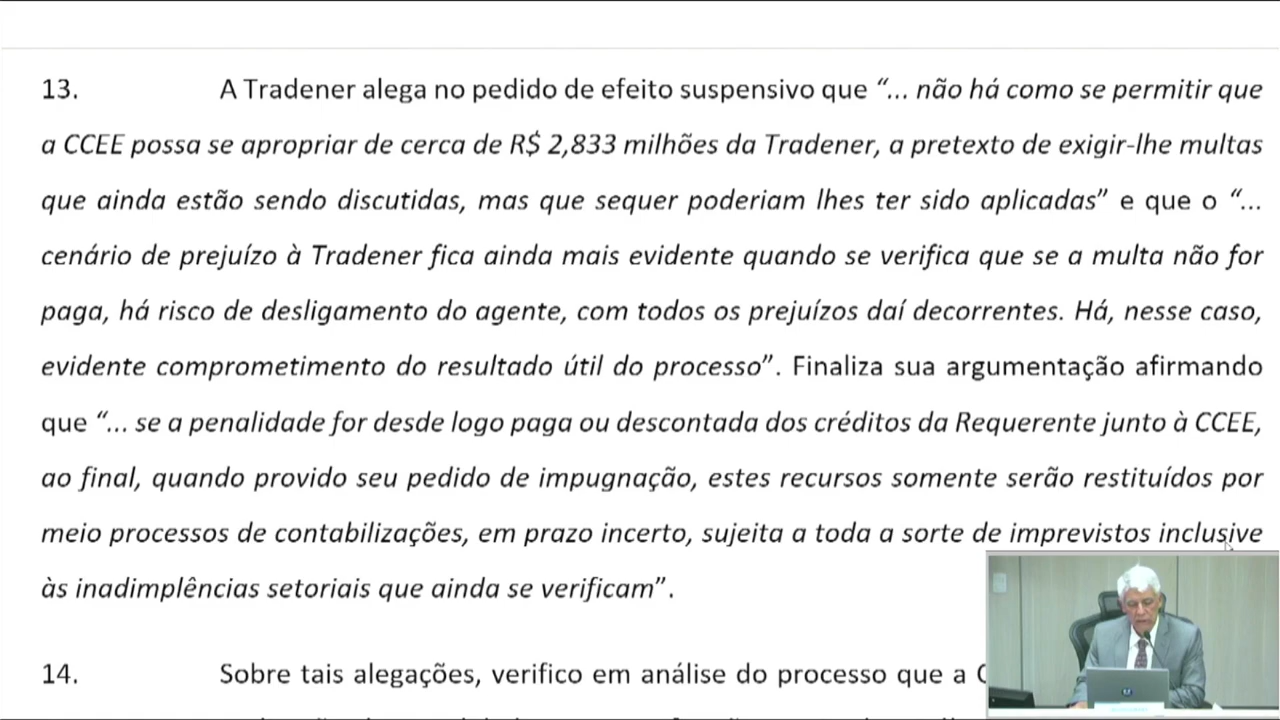 13. A Tradener alega no pedido de efeito suspensivo que “... não há como se permitir que
a CCEE possa se apropriar de cerca de R$ 2,833 milhões da Tradener, a pretexto de exigir-lhe multas
que ainda estão sendo discutidas, mas que sequer poderiam lhes ter sido aplicadas” e que o “...
cenário de prejuízo à Tradener fica ainda mais evidente quando se verifica que se a multa não for
paga, há risco de desligamento do agente, com todos os prejuízos daí decorrentes. Há, nesse caso,
evidente comprometimento do resultado útil do processo”. Finaliza sua argumentação afirmando
que “... se a penalidade for desde logo paga ou descontada dos créditos da Requerente junto à CCEE,
ao final, quando provido seu pedido de impugnação, estes recursos somente serão restituídos por
meio processos de contabilizações, em prazo incerto, sujeita a toda a sorte de imprevistos inclusive
às inadimplências setoriais que ainda se verificam”.
14. Sobre tais alegações, verifico em análise do processo que a